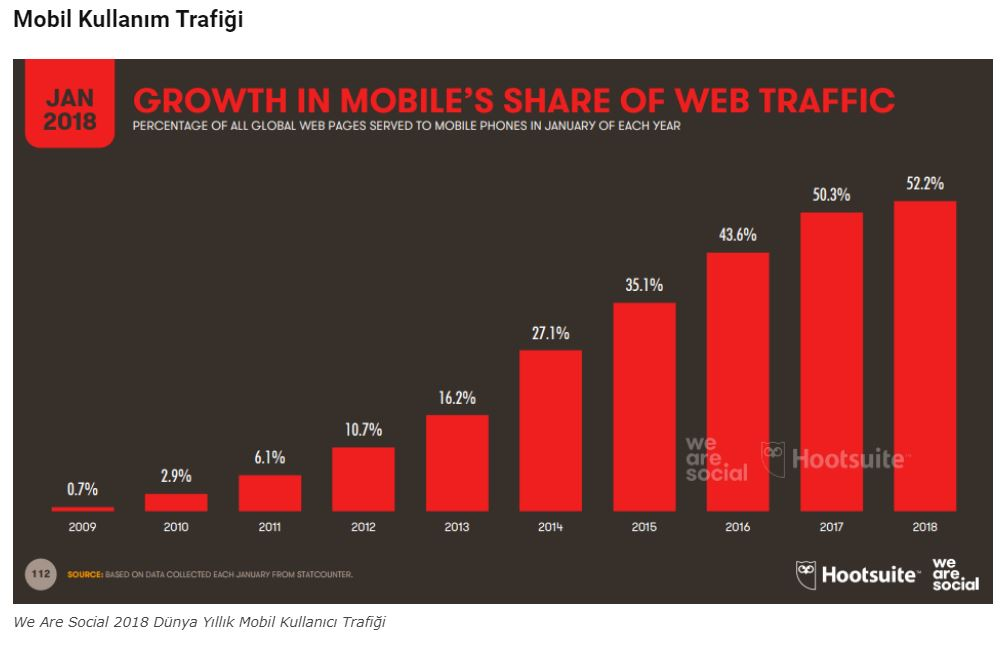 Mobil Kullanım Trafiği
JAN
2018
GROWTH IN MOBILE'S SHARE OF WEB TRAFFIC
PERCENTAGE OF ALL GLOBAL WEB PAGES SERVED TO MOBILE PHONES IN JANUARY OF EACH YEAR
0.7%
2.9%
6.1%
10.7%
16.2%
27.1%
35.1%
43.6%
50.3%
52.2%
we
are
social
Hootsuite™
2009 2010 2011 2012 2013 2014 2015 2016 2017 2018
112
SOURCE: BASED ON DATA COLLECTED EACH JANUARY FROM STATCOUNTER.
Hootsuite™
we
are
social
We Are Social 2018 Dünya Yıllık Mobil Kullanıcı Trafiği